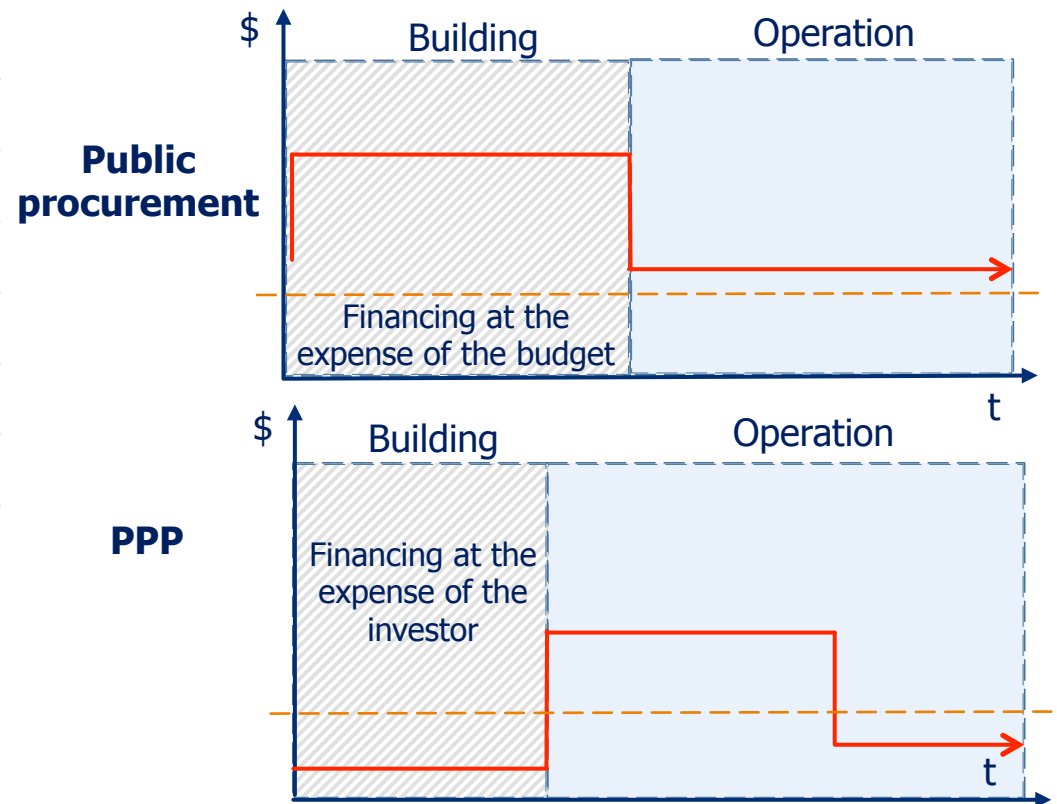 $
Building
Operation
Public
procurement
Financing at the
expense of the budget
t
$
Building
Operation
PPP
Financing at the
expense of the
investor
t